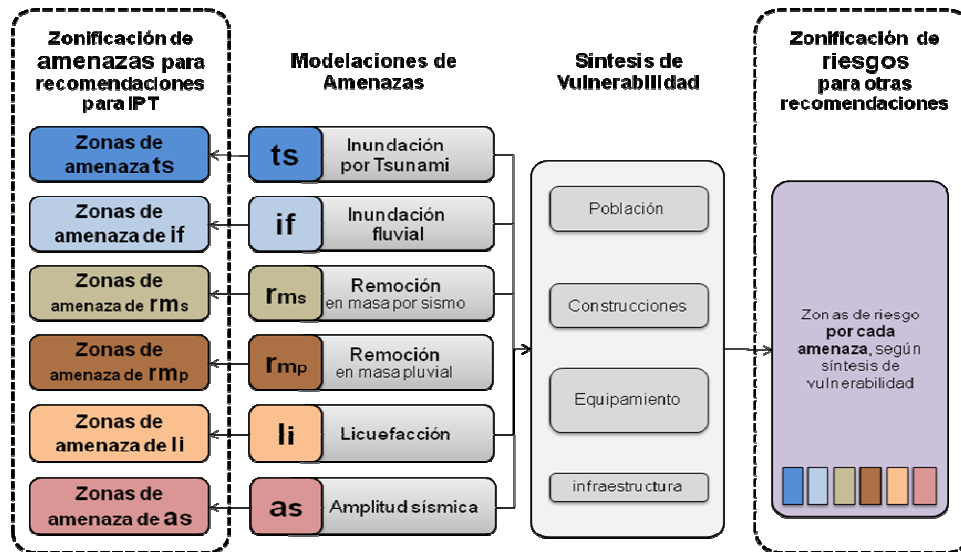 Zonificación de
amenazas para
recomendaciones
para IPT
Zonas de
amenaza ts
Zonas de
amenaza de if
Zonas de
amenaza de rms
Zonas de
amenaza de rmp
Zonas de
amenaza de li
Zonas de
amenaza de as
Modelaciones de
Amenazas
ts
Inundación
por Tsunami
if
Inundación
fluvial
rms
Remoción
en masa por sismo
rmp
Remoción
en masa pluvial
li
Licuefacción
as
Amplitud sísmica
Síntesis de
Vulnerabilidad
Población
Construcciones
Equipamiento
infraestructura
Zonificación de
riesgos
para otras
recomendaciones
Zonas de riesgo
por cada
amenaza, según
síntesis de
vulnerabilidad